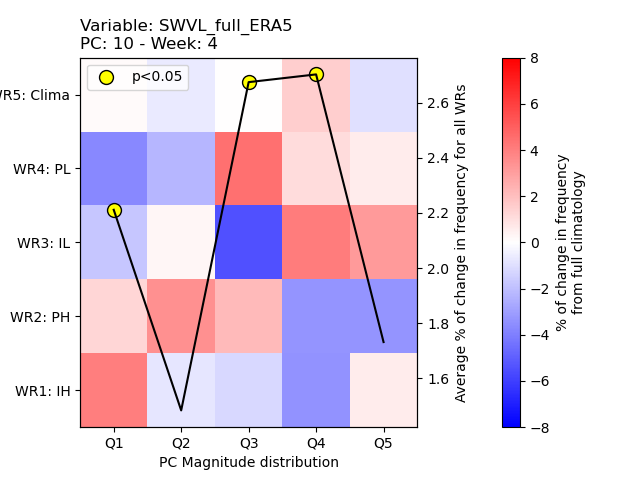 Variable: SWVL_full_ERA5
PC: 10 - Week: 4
p<0.05
WR5: Clima
WR4: PL
WR3: IL
WR2: PH
WR1: IH
Q1 Q2 Q3 Q4 Q5
PC Magnitude distribution
2.6
2.4
2.2
2.0
1.8
1.6
Average % of change in frequency for all WRs
8
6
4
2
0
−2
−4
−6
−8
% of change in frequency
from full climatology